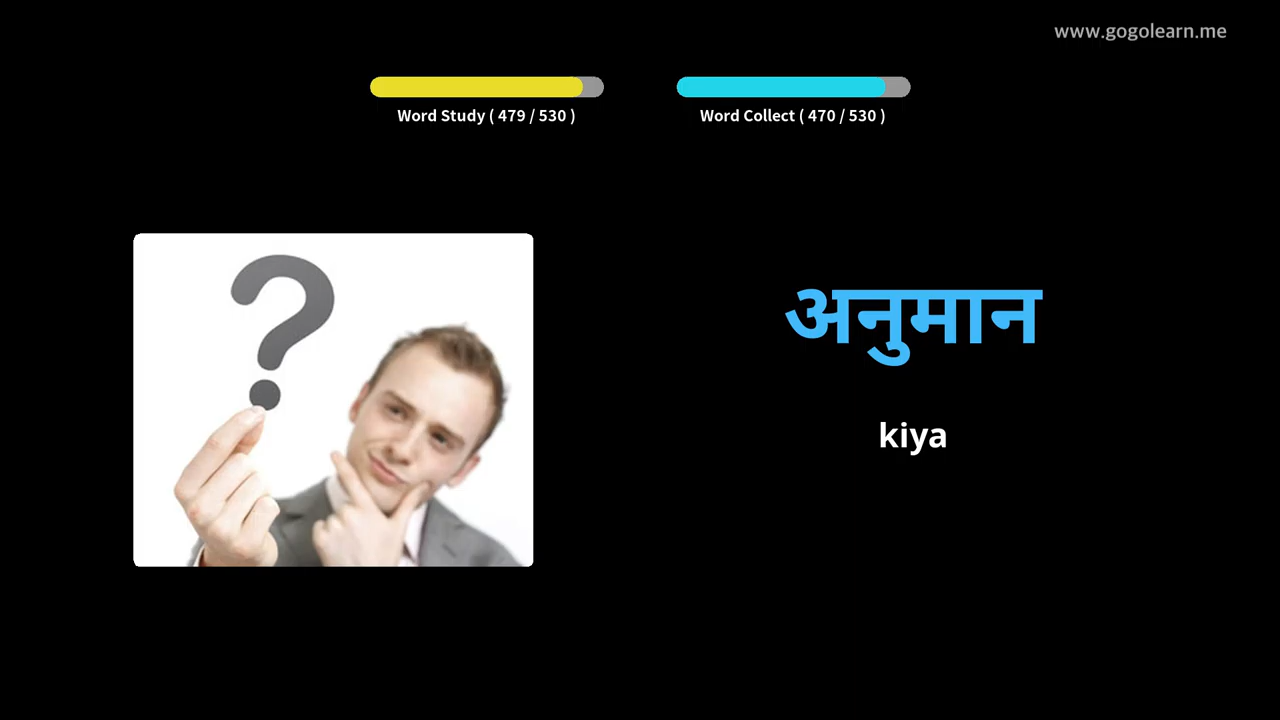 www.gogolearn.me
Word Study ( 479 / 530 )
Word Collect ( 470 / 530 )
?
अनुमान
kiya